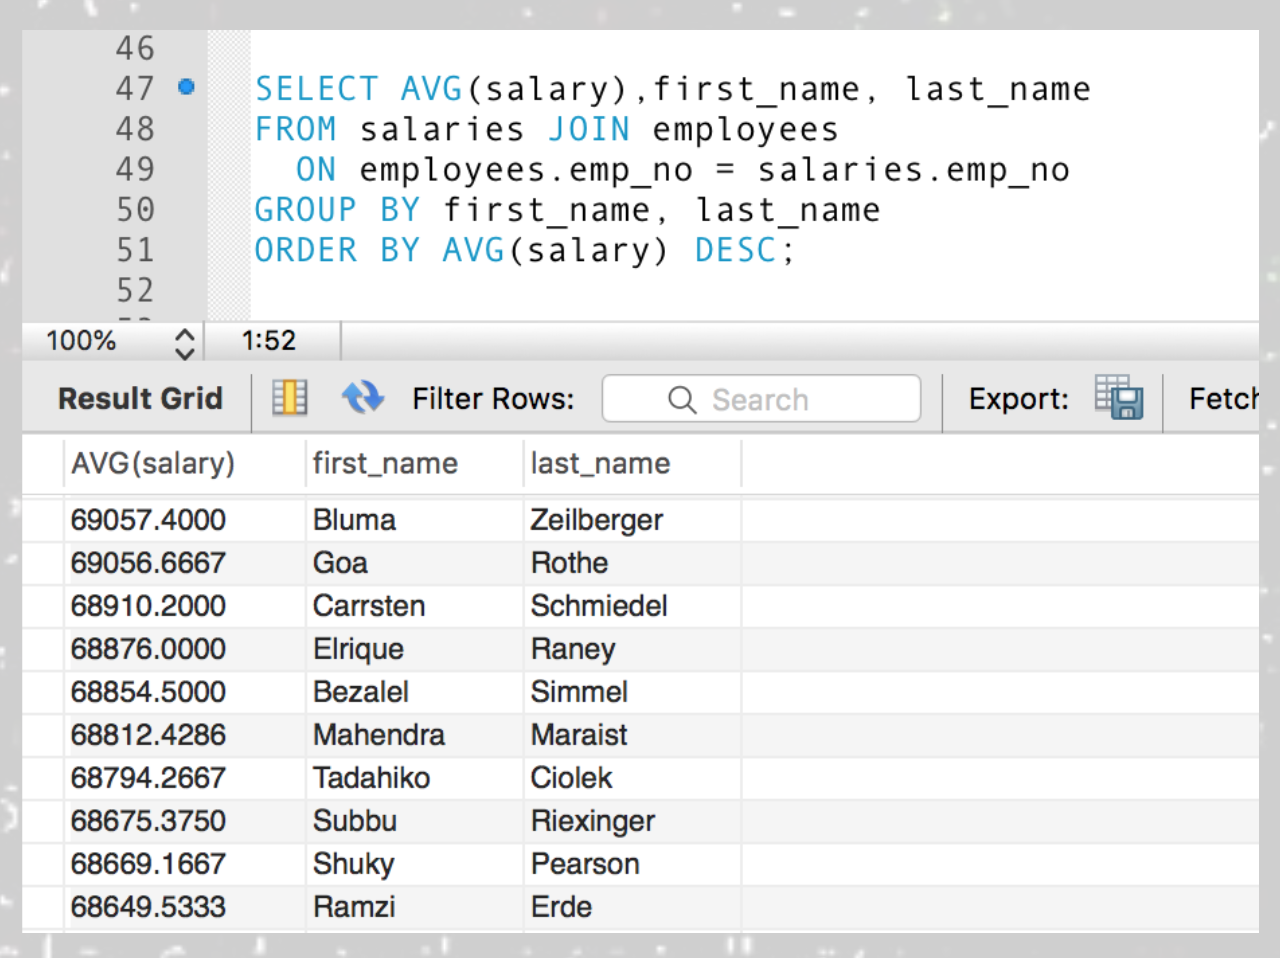 46
47 SELECT AVG(salary),first_name, last_name
48 FROM salaries JOIN employees
49 ON employees.emp_no = salaries.emp_no
50 GROUP BY first_name, last_name
51 ORDER BY AVG(salary) DESC;
52
100% 1:52
Result Grid Filter Rows: Search Export:
AVG(salary) first_name last_name
69057.4000 Bluma Zeilberger
69056.6667 Goa Rothe
68910.2000 Carrsten Schmiedel
68876.0000 Elrique Raney
68854.5000 Bezalel Simmel
68812.4286 Mahendra Maraist
68794.2667 Tadahiko Ciolek
68675.3750 Subbu Riexinger
68669.1667 Shuky Pearson
68649.5333 Ramzi Erde